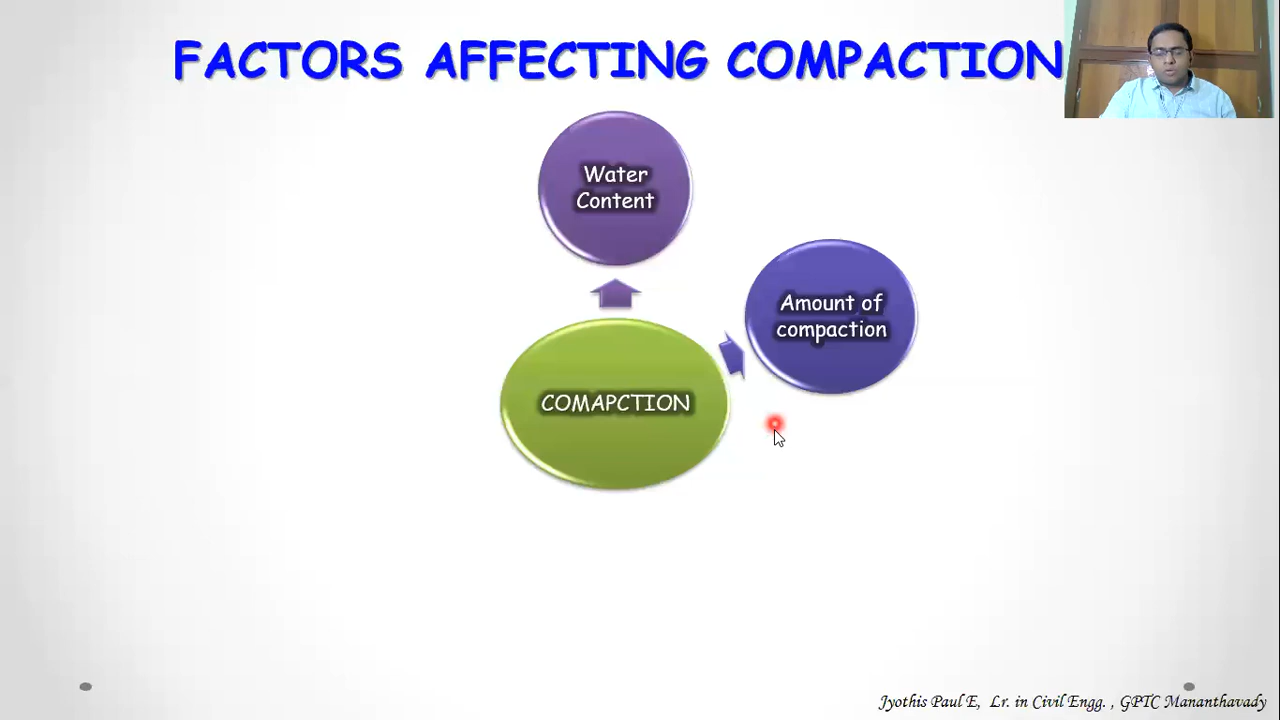 FACTORS AFFECTING COMPACTION
Water
Content
Amount of
compaction
COMAPCTION
Jyothis Paul E, Lr. in Civil Engg. , GPTC Mananthavady